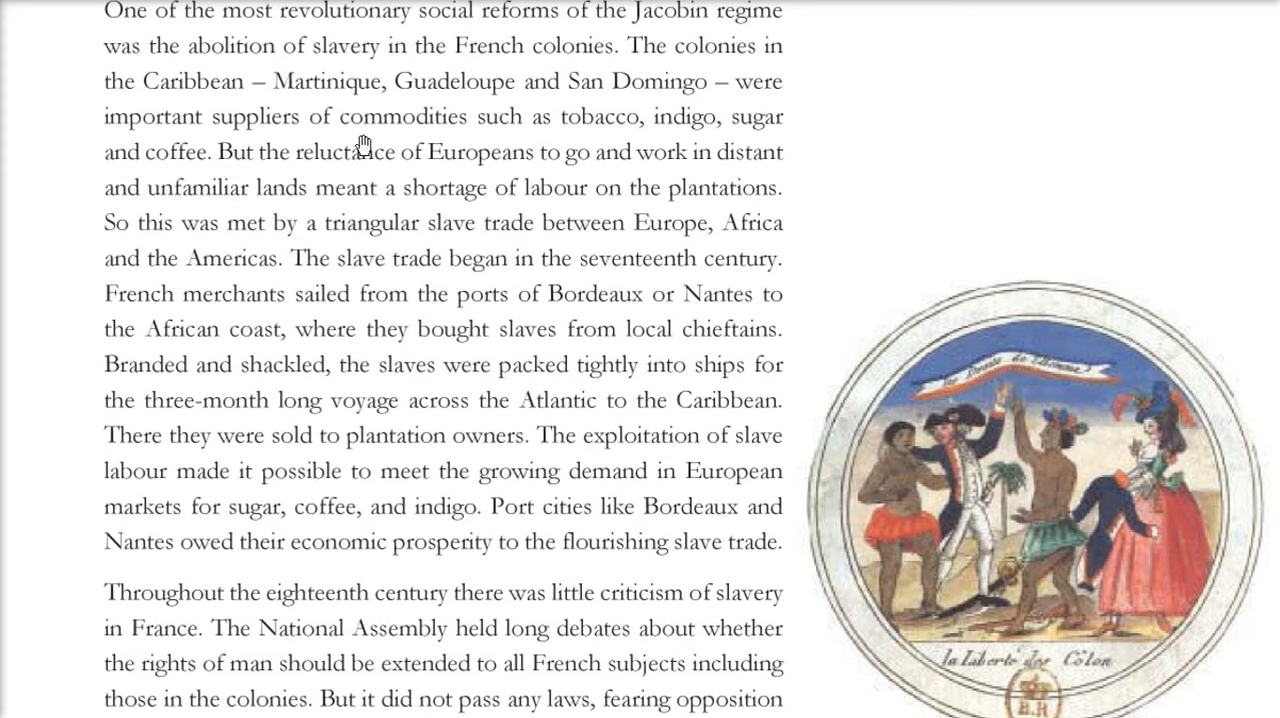 One of the most revolutionary social reforms of the Jacobin regime
was the abolition of slavery in the French colonies. The colonies in
the Caribbean – Martinique, Guadeloupe and San Domingo – were
important suppliers of commodities such as tobacco, indigo, sugar
and coffee. But the reluctance of Europeans to go and work in distant
and unfamiliar lands meant a shortage of labour on the plantations.
So this was met by a triangular slave trade between Europe, Africa
and the Americas. The slave trade began in the seventeenth century.
French merchants sailed from the ports of Bordeaux or Nantes to
the African coast, where they bought slaves from local chieftains.
Branded and shackled, the slaves were packed tightly into ships for
the three-month long voyage across the Atlantic to the Caribbean.
There they were sold to plantation owners. The exploitation of slave
labour made it possible to meet the growing demand in European
markets for sugar, coffee, and indigo. Port cities like Bordeaux and
Nantes owed their economic prosperity to the flourishing slave trade.
Throughout the eighteenth century there was little criticism of slavery
in France. The National Assembly held long debates about whether
the rights of man should be extended to all French subjects including
those in the colonies. But it did not pass any laws, fearing opposition
de l'Homme
la Liberté des Côlon
B.R